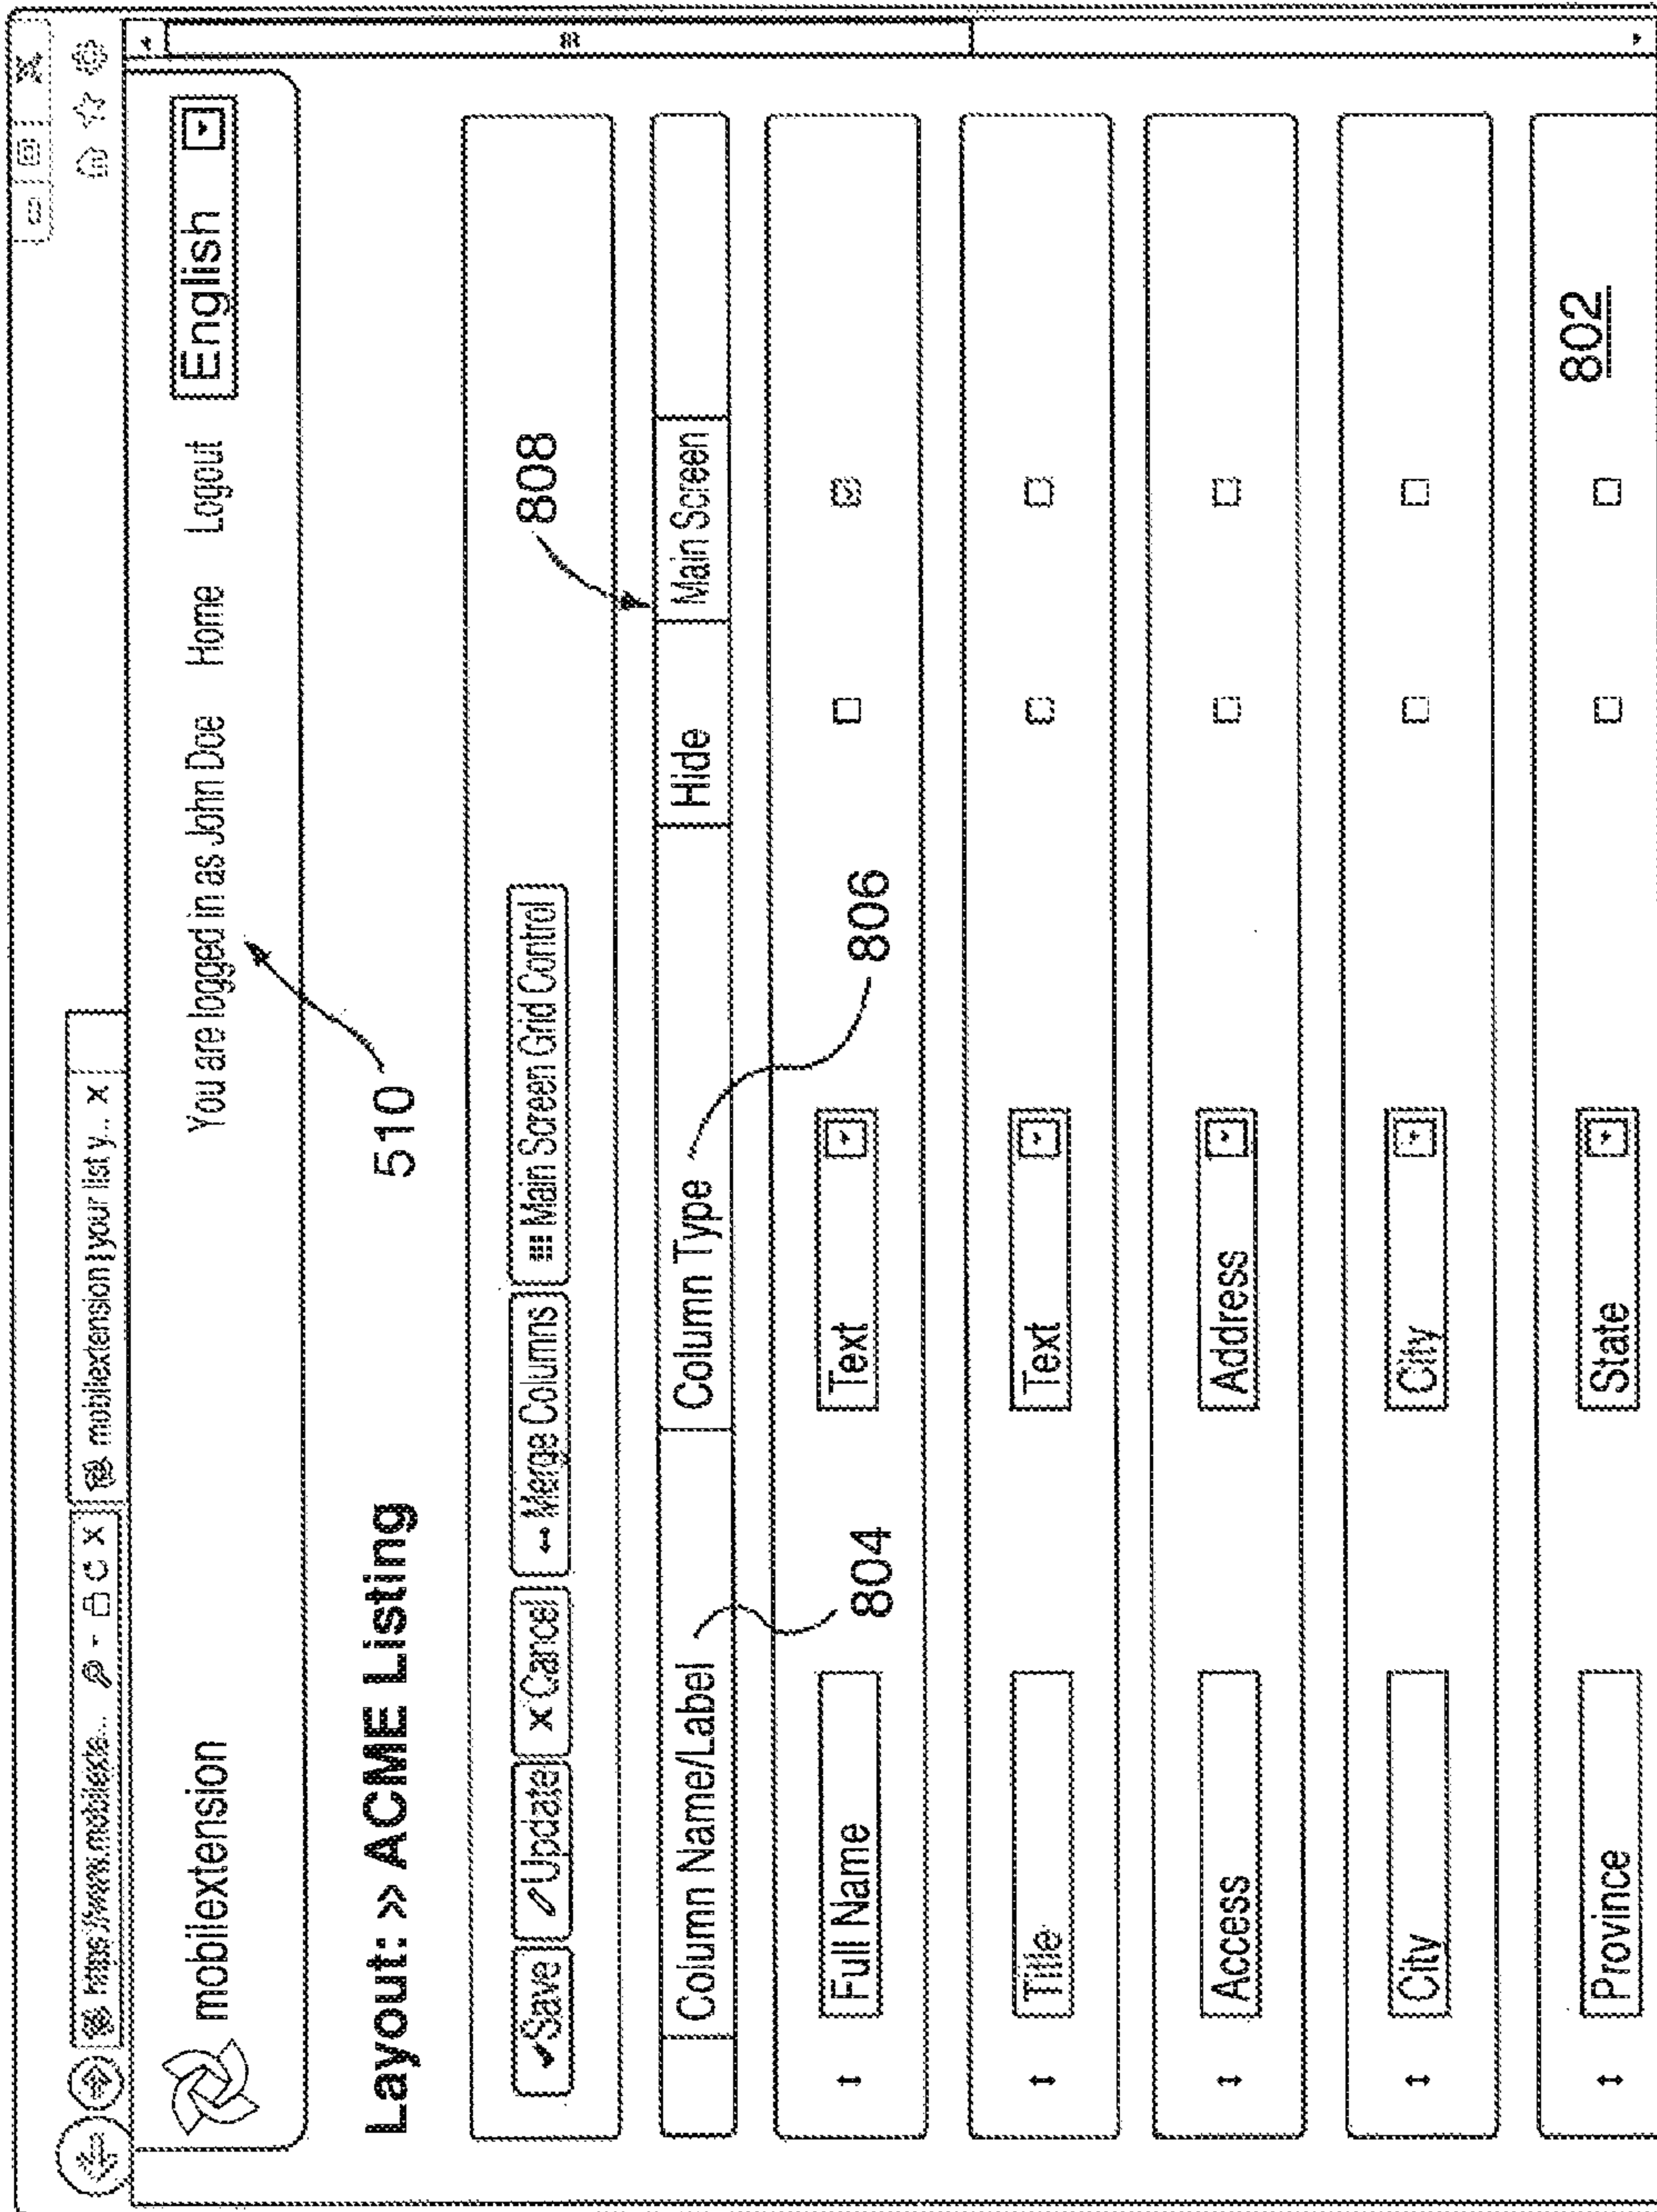 https://www.mobilexte... mobilextension | your list y.. X
mobilextension You are logged in as John Doe Home Logout English
510
Layout: >> ACME Listing
Save Update X Cancel Merge Columns Main Screen Grid Control
808
Column Name/Label Column Type Hide Main Screen
Full Name Text
804 806
Title Text
Access Address
City City
Province State
802